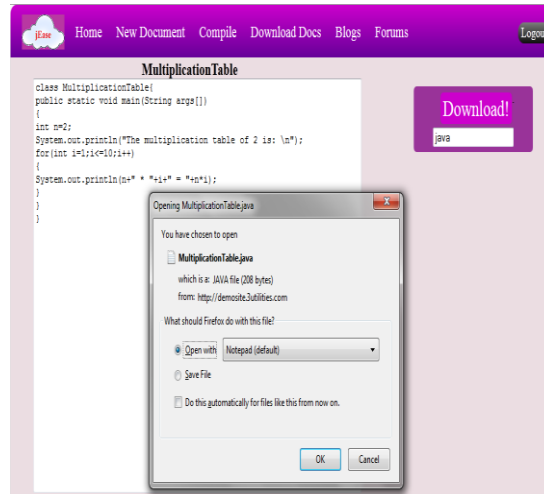 jEase Home New Document Compile Download Docs Blogs Forums Logou
MultiplicationTable
class MultiplicationTable{
public static void main(String args[])
{
int n=2;
System.out.println("The multiplication table of 2 is: \n");
for(int i=1;i<=10;i++)
{
System.out.println(n+" * "+i+" = "+n*i);
}
}
}
Download!
java
Opening MultiplicationTable.java
You have chosen to open
MultiplicationTable.java
which is a: JAVA file (208 bytes)
from: http://demosite.3utilities.com
What should Firefox do with this file?
Open with Notepad (default)
Save File
Do this automatically for files like this from now on.
OK Cancel